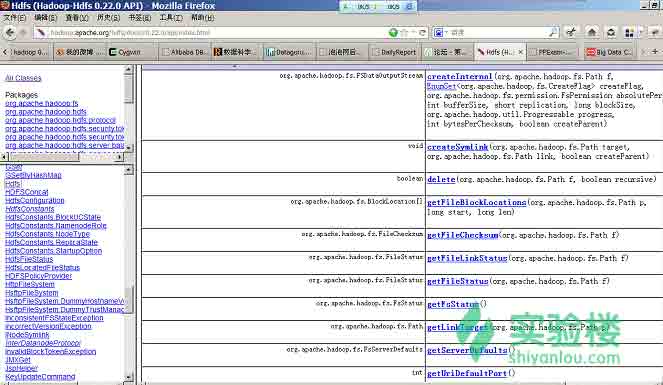 Hdfs (Hadoop-Hdfs 0.22.0 API) - Mozilla Firefox
文件(F) 编辑(E) 查看(V) 历史(S) 书签(B) 工具(T) 帮助(H)
0K/S 0K/S
hadoop.apache.org/hdfs/docs/r0.22.0/api/index.html
百度
hadoop G... 我的微博 ... Cygwin Alibaba DB... 数据科学... Dataguru... 泡泡网后... DailyReport 论坛 - 第... Hdfs (H... PPExam-... Big Data C...
All Classes
Packages
org.apache.hadoop.fs
org.apache.hadoop.hdfs
org.apache.hadoop.hdfs.protocol
org.apache.hadoop.hdfs.security.tok
org.apache.hadoop.hdfs.security.tok
org.apache.hadoop.hdfs.server.bala
GSet
GSetByHashMap
Hdfs
HDFSConcat
HdfsConfiguration
HdfsConstants
HdfsConstants.BlockUCState
HdfsConstants.NamenodeRole
HdfsConstants.NodeType
HdfsConstants.ReplicaState
HdfsConstants.StartupOption
HdfsFileStatus
HdfsLocatedFileStatus
HDFSPolicyProvider
HftpFileSystem
HsftpFileSystem
HsftpFileSystem.DummyHostnameVe
HsftpFileSystem.DummyTrustManag
InconsistentFSStateException
IncorrectVersionException
INodeSymlink
InterDatanodeProtocol
InvalidBlockTokenException
JMXGet
JspHelper
KeyUpdateCommand
org.apache.hadoop.fs.FSDataOutputStream
createInternal(org.apache.hadoop.fs.Path f,
EnumSet<org.apache.hadoop.fs.CreateFlag> createFlag,
org.apache.hadoop.fs.permission.FsPermission absolutePer
int bufferSize, short replication, long blockSize,
org.apache.hadoop.util.Progressable progress,
int bytesPerChecksum, boolean createParent)
void
createSymlink(org.apache.hadoop.fs.Path target,
org.apache.hadoop.fs.Path link, boolean createParent)
boolean
delete(org.apache.hadoop.fs.Path f, boolean recursive)
org.apache.hadoop.fs.BlockLocation[]
getFileBlockLocations(org.apache.hadoop.fs.Path p,
long start, long len)
org.apache.hadoop.fs.FileChecksum
getFileChecksum(org.apache.hadoop.fs.Path f)
org.apache.hadoop.fs.FileStatus
getFileLinkStatus(org.apache.hadoop.fs.Path f)
org.apache.hadoop.fs.FileStatus
getFileStatus(org.apache.hadoop.fs.Path f)
org.apache.hadoop.fs.FsStatus
getFsStatus()
org.apache.hadoop.fs.Path
getLinkTarget(org.apache.hadoop.fs.Path p)
org.apache.hadoop.fs.FsServerDefaults
getServerDefaults()
int
getUriDefaultPort()
实验楼
shiyanlou.com